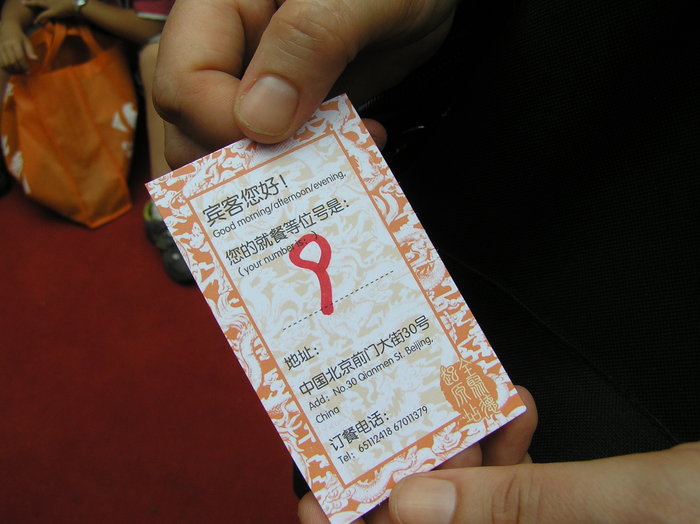 宾客您好!
Good morning/afternoon/evening.
您的就餐等位号是:
(your number is: )
9
地址:
中国北京前门大街30号
Add: No.30 Qianmen St. Beijing,
China
订餐电话:
Tel: 65112418 67011379